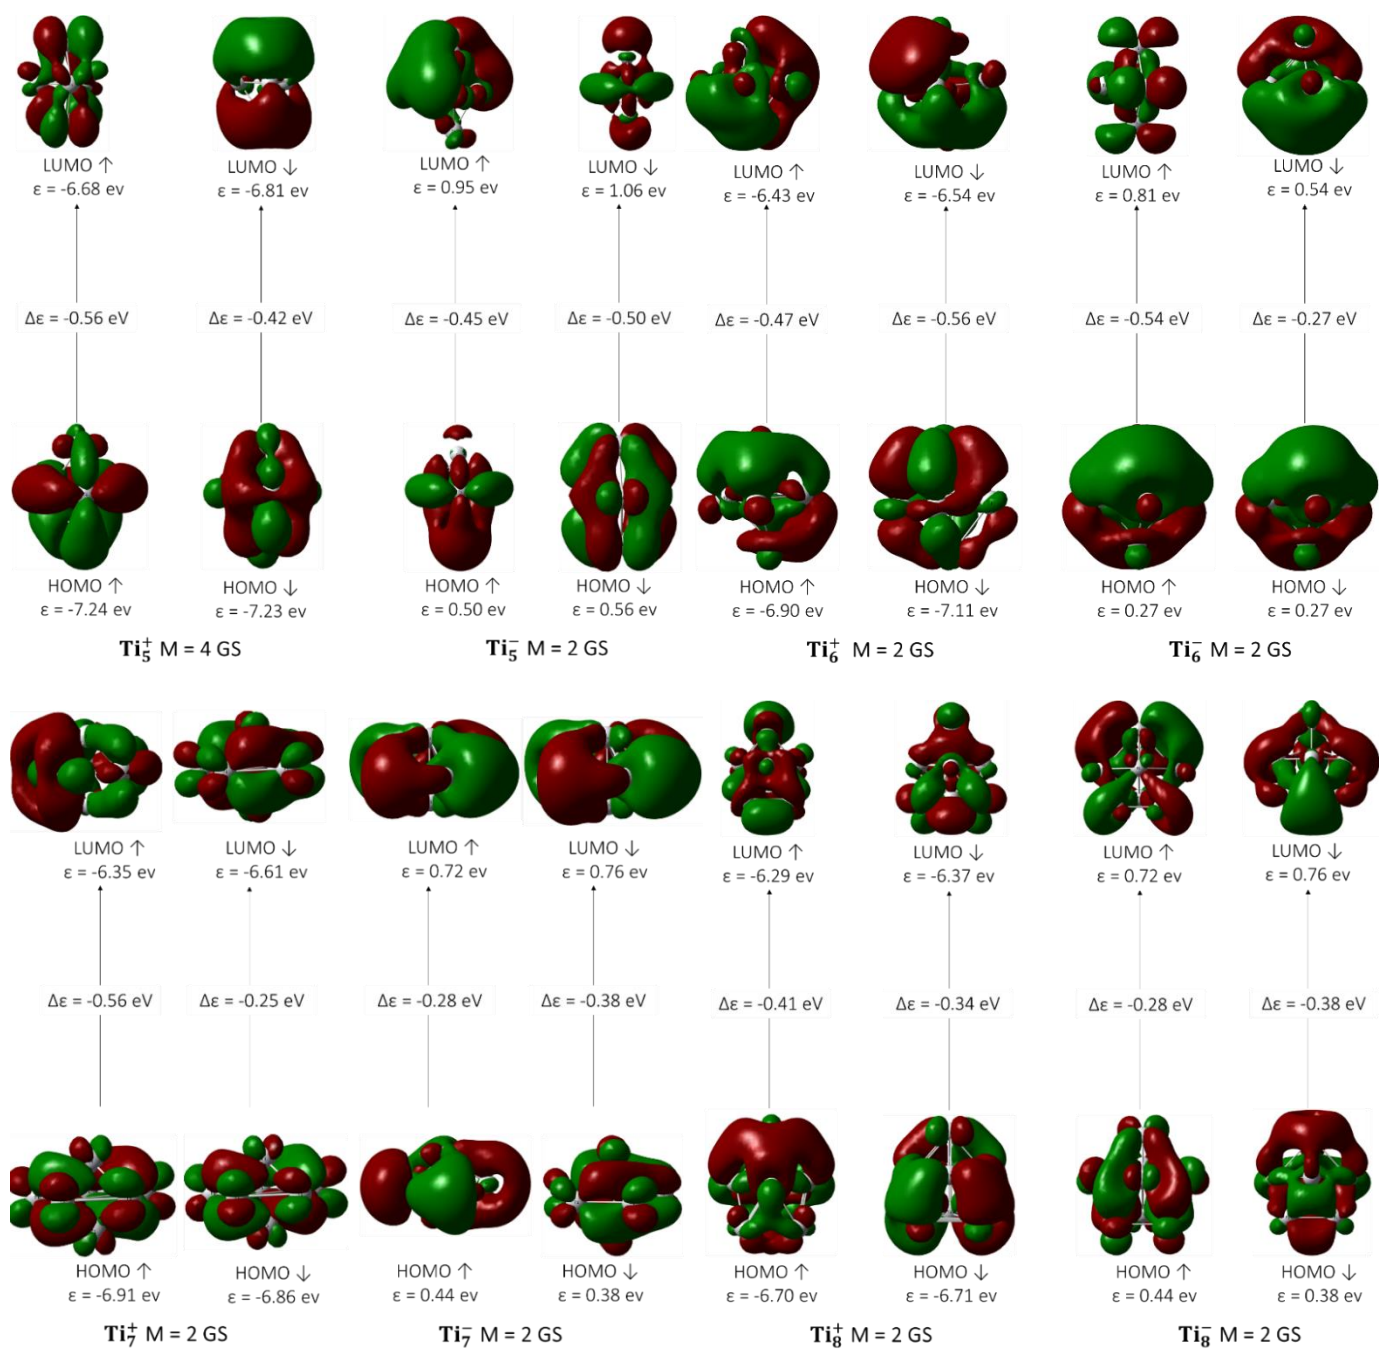 LUMO ↑ LUMO ↓ LUMO ↑ LUMO ↓ LUMO ↑ LUMO ↓ LUMO ↑ LUMO ↓
ε = -6.68 ev ε = -6.81 ev ε = 0.95 ev ε = 1.06 ev ε = -6.43 ev ε = -6.54 ev ε = 0.81 ev ε = 0.54 ev
Δε = -0.56 eV Δε = -0.42 eV Δε = -0.45 eV Δε = -0.50 eV Δε = -0.47 eV Δε = -0.56 eV Δε = -0.54 eV Δε = -0.27 eV
HOMO ↑ HOMO ↓ HOMO ↑ HOMO ↓ HOMO ↑ HOMO ↓ HOMO ↑ HOMO ↓
ε = -7.24 ev ε = -7.23 ev ε = 0.50 ev ε = 0.56 ev ε = -6.90 ev ε = -7.11 ev ε = 0.27 ev ε = 0.27 ev
Ti₅⁺ M = 4 GS Ti₅⁻ M = 2 GS Ti₆⁺ M = 2 GS Ti₆⁻ M = 2 GS
LUMO ↑ LUMO ↓ LUMO ↑ LUMO ↓ LUMO ↑ LUMO ↓ LUMO ↑ LUMO ↓
ε = -6.35 ev ε = -6.61 ev ε = 0.72 ev ε = 0.76 ev ε = -6.29 ev ε = -6.37 ev ε = 0.72 ev ε = 0.76 ev
Δε = -0.56 eV Δε = -0.25 eV Δε = -0.28 eV Δε = -0.38 eV Δε = -0.41 eV Δε = -0.34 eV Δε = -0.28 eV Δε = -0.38 eV
HOMO ↑ HOMO ↓ HOMO ↑ HOMO ↓ HOMO ↑ HOMO ↓ HOMO ↑ HOMO ↓
ε = -6.91 ev ε = -6.86 ev ε = 0.44 ev ε = 0.38 ev ε = -6.70 ev ε = -6.71 ev ε = 0.44 ev ε = 0.38 ev
Ti₇⁺ M = 2 GS Ti₇⁻ M = 2 GS Ti₈⁺ M = 2 GS Ti₈⁻ M = 2 GS